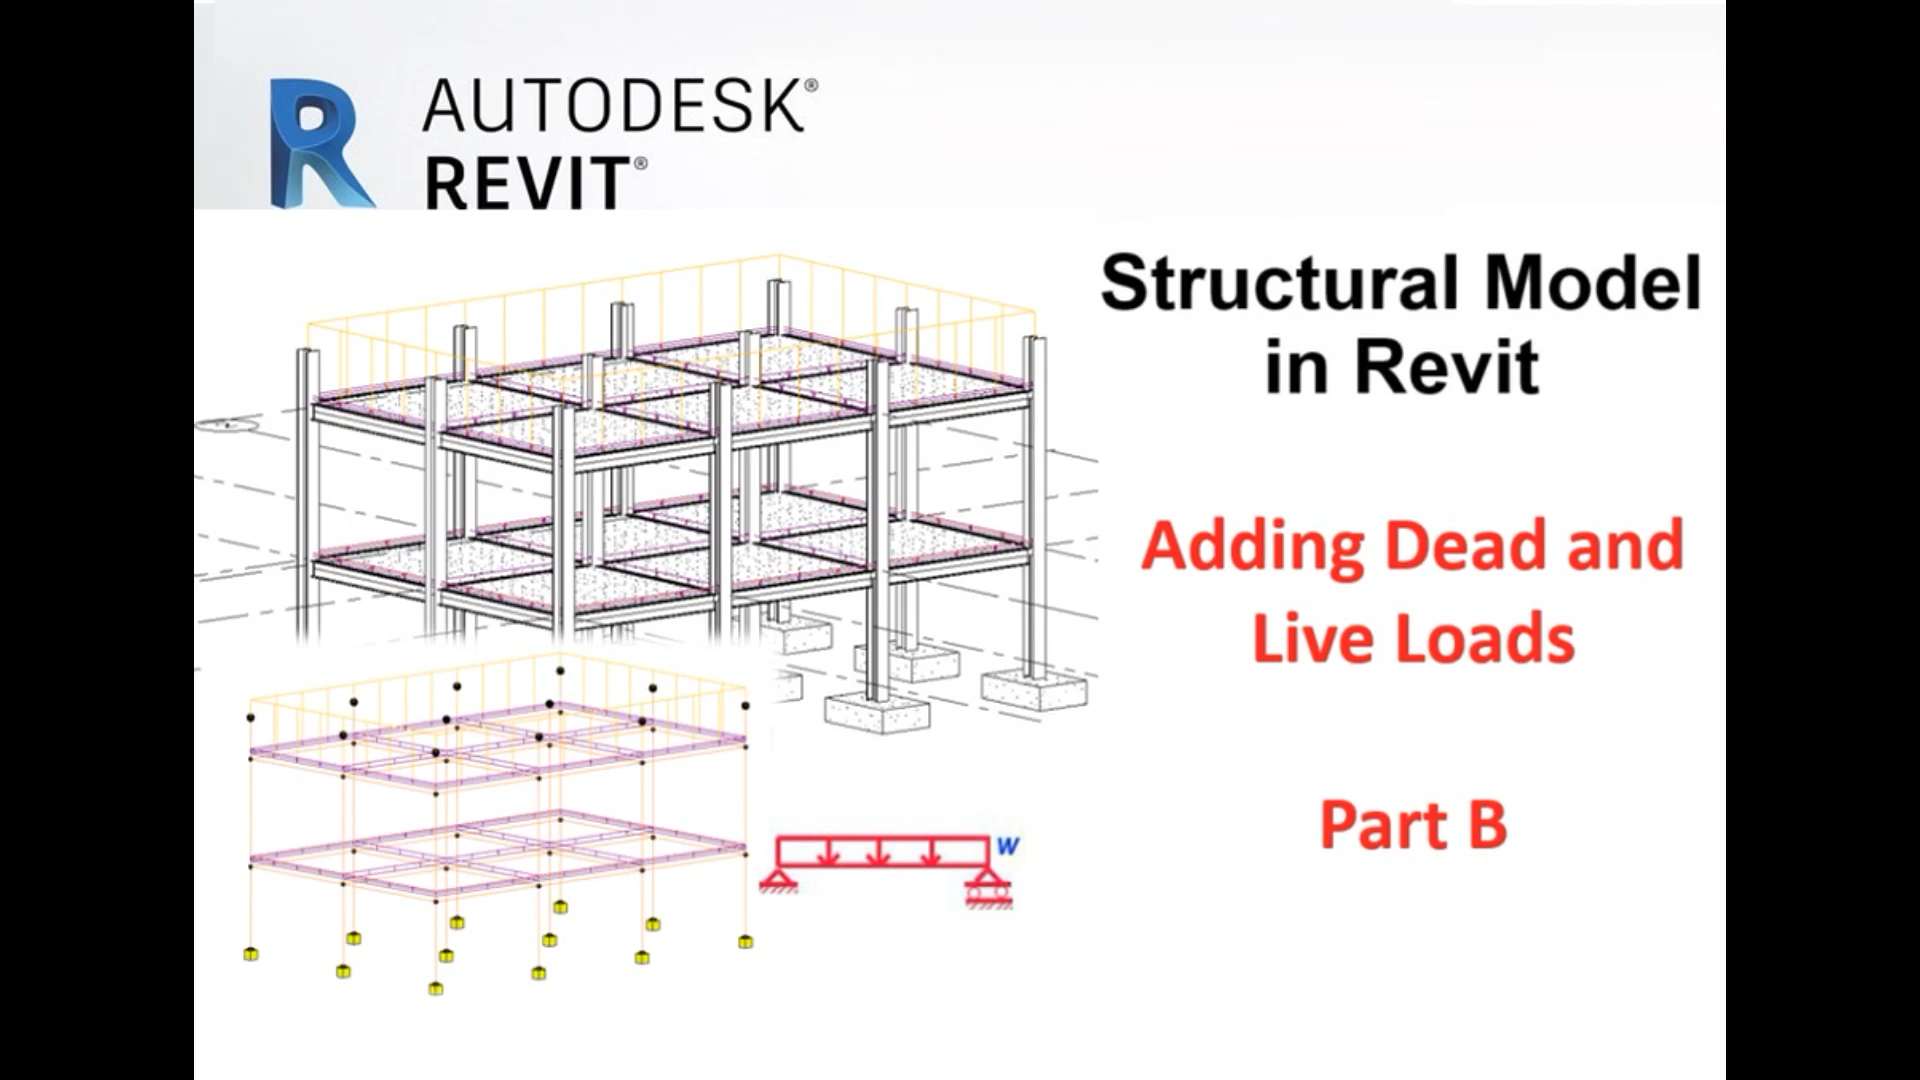 AUTODESK®
REVIT®
Structural Model
in Revit
Adding Dead and
Live Loads
Part B
W